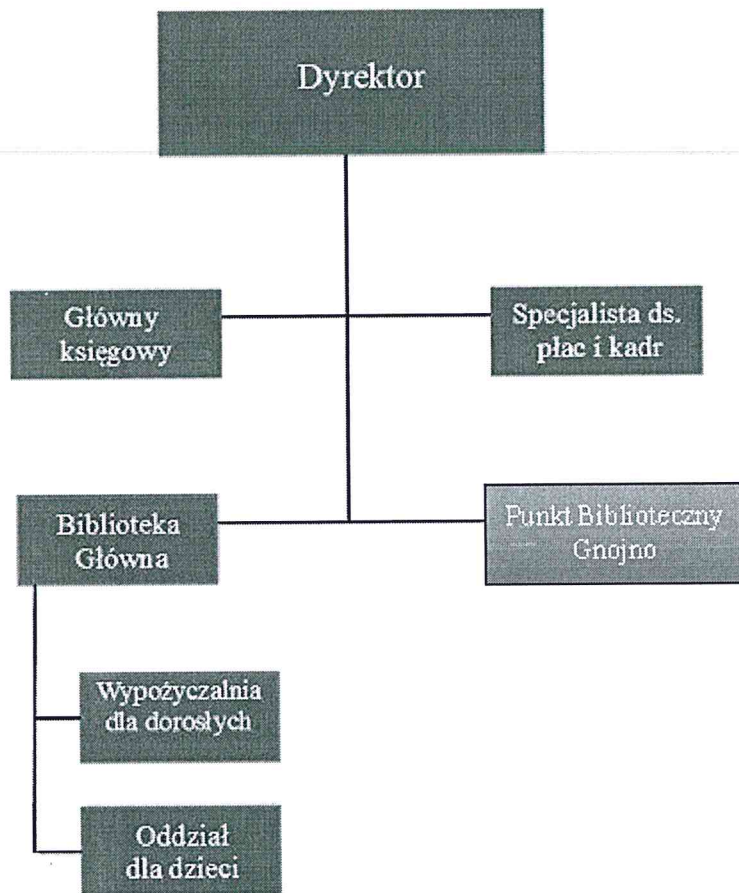 Dyrektor
Główny
księgowy
Specjalista ds.
płac i kadr
Biblioteka
Główna
Punkt Biblioteczny
Gnojno
Wypożyczalnia
dla dorosłych
Oddział
dla dzieci